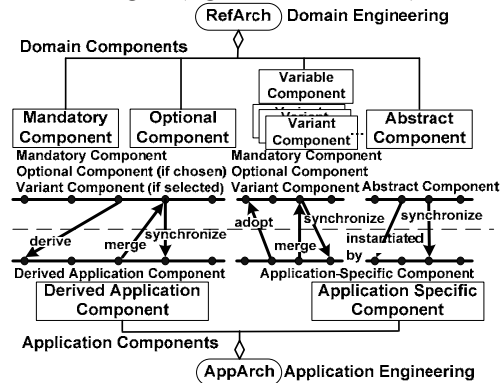 RefArch Domain Engineering
Domain Components
Variable
Component
Mandatory
Component
Optional
Component
Variant
Variant
Component
Abstract
Component
Mandatory Component
Optional Component (if chosen)
Variant Component (if selected)
Mandatory Component
Optional Component
Variant Component
Abstract Component
derive
merge
synchronize
adopt
merge
synchronize
instantiated
by
synchronize
Derived Application Component
Application-Specific Component
Derived Application
Component
Application Specific
Component
Application Components
AppArch Application Engineering